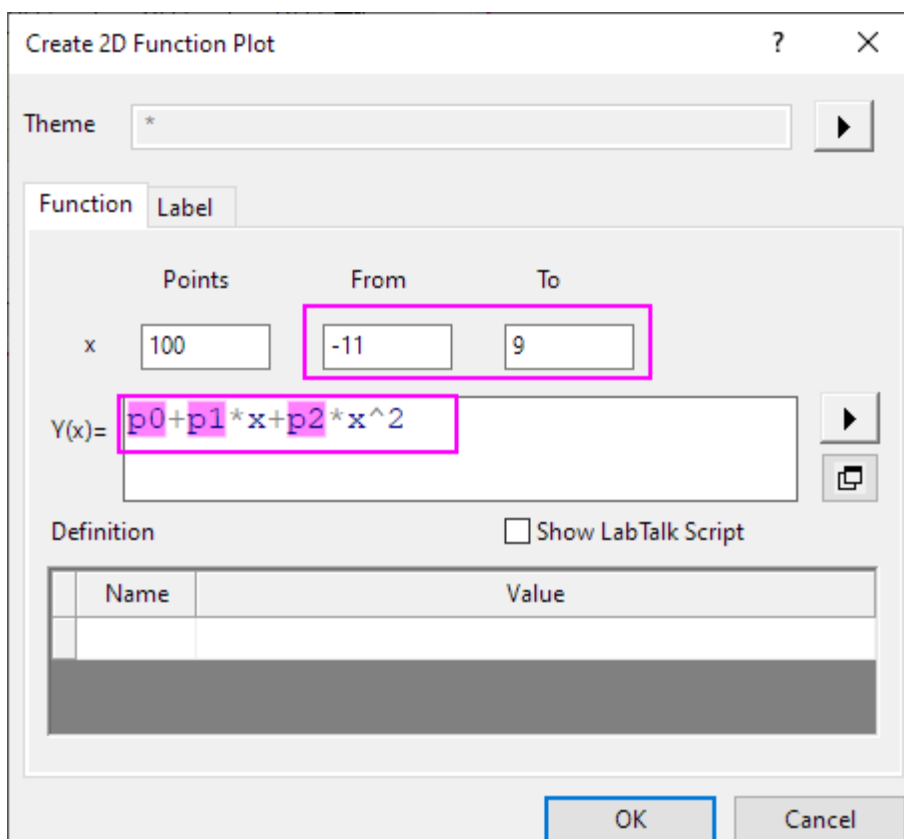 Create 2D Function Plot ?
Theme *
Function Label
Points From To
x 100 -11 9
Y(x)= p0+p1*x+p2*x^2
Definition Show LabTalk Script
Name Value
OK Cancel